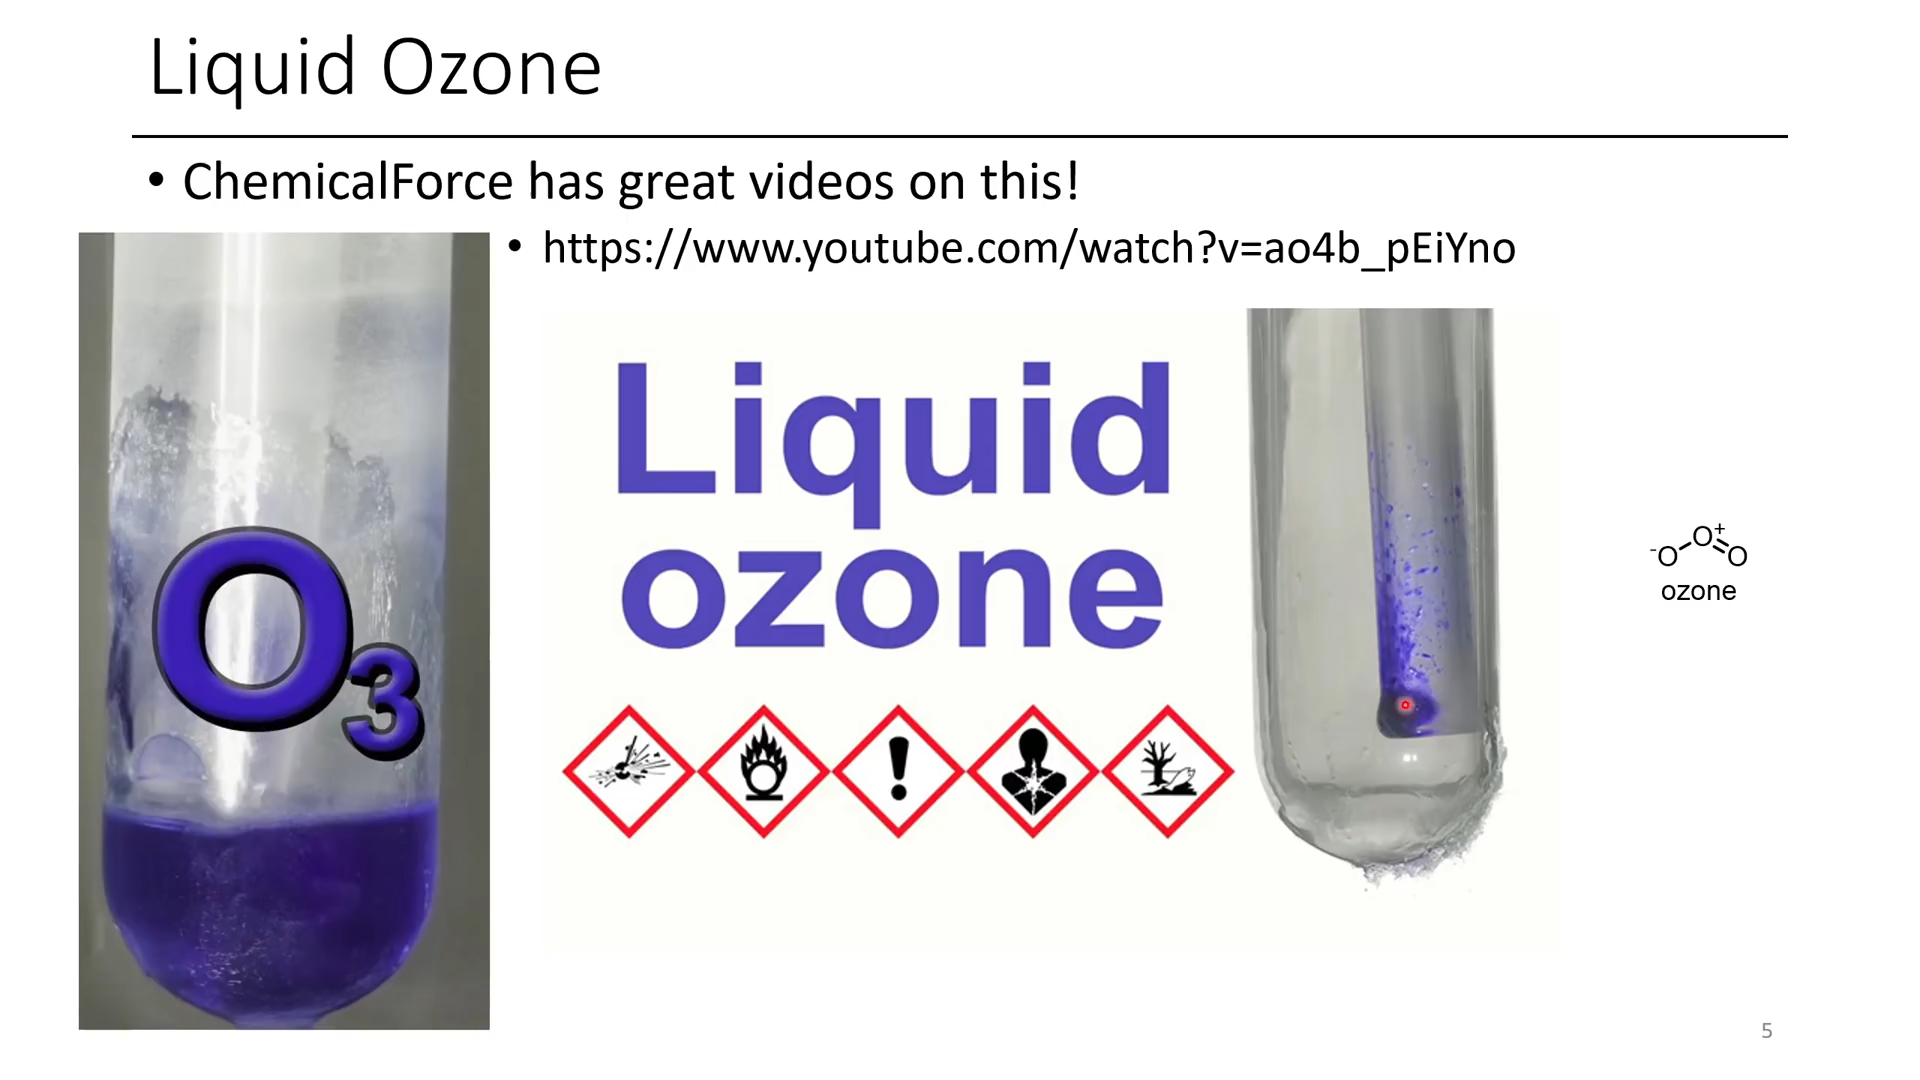 Liquid Ozone
• ChemicalForce has great videos on this!
• https://www.youtube.com/watch?v=ao4b_pEiYno
O3
Liquid
ozone
-O O+ O
ozone
5